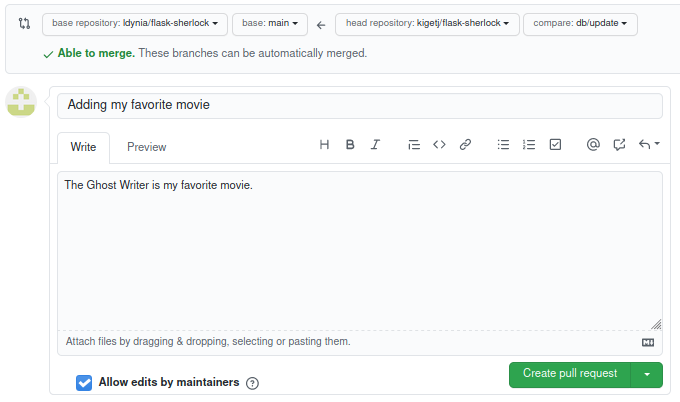 base repository: ldynia/flask-sherlock base: main head repository: kigetj/flask-sherlock compare: db/update
Able to merge. These branches can be automatically merged.
Adding my favorite movie
Write Preview H B I
The Ghost Writer is my favorite movie.
Attach files by dragging & dropping, selecting or pasting them.
Allow edits by maintainers
Create pull request